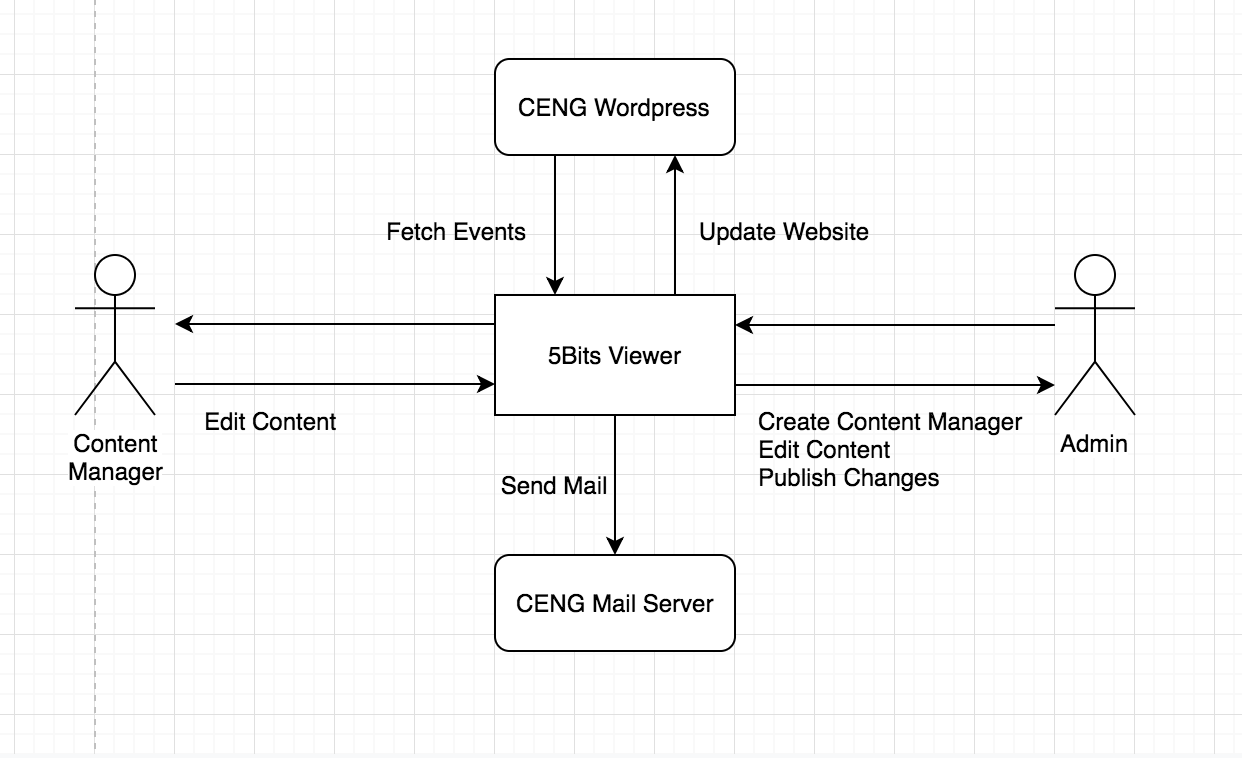 CENG Wordpress
Fetch Events
Update Website
5Bits Viewer
Edit Content
Content
Manager
Create Content Manager
Edit Content
Publish Changes
Admin
Send Mail
CENG Mail Server